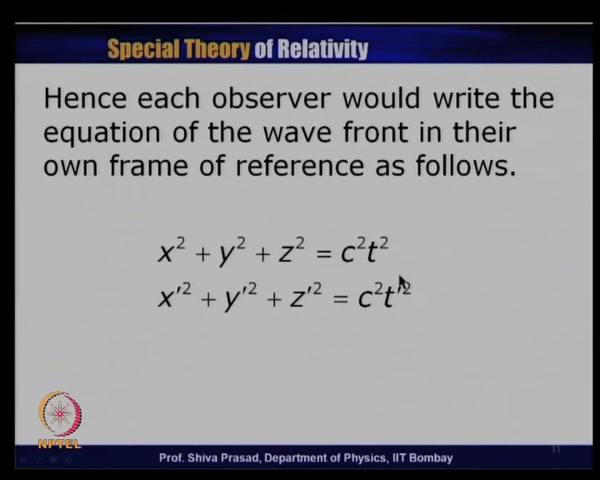 Special Theory of Relativity
Hence each observer would write the
equation of the wave front in their
own frame of reference as follows.
x² + y² + z² = c²t²
x′² + y′² + z′² = c²t′²
NPTEL
Prof. Shiva Prasad, Department of Physics, IIT Bombay
11